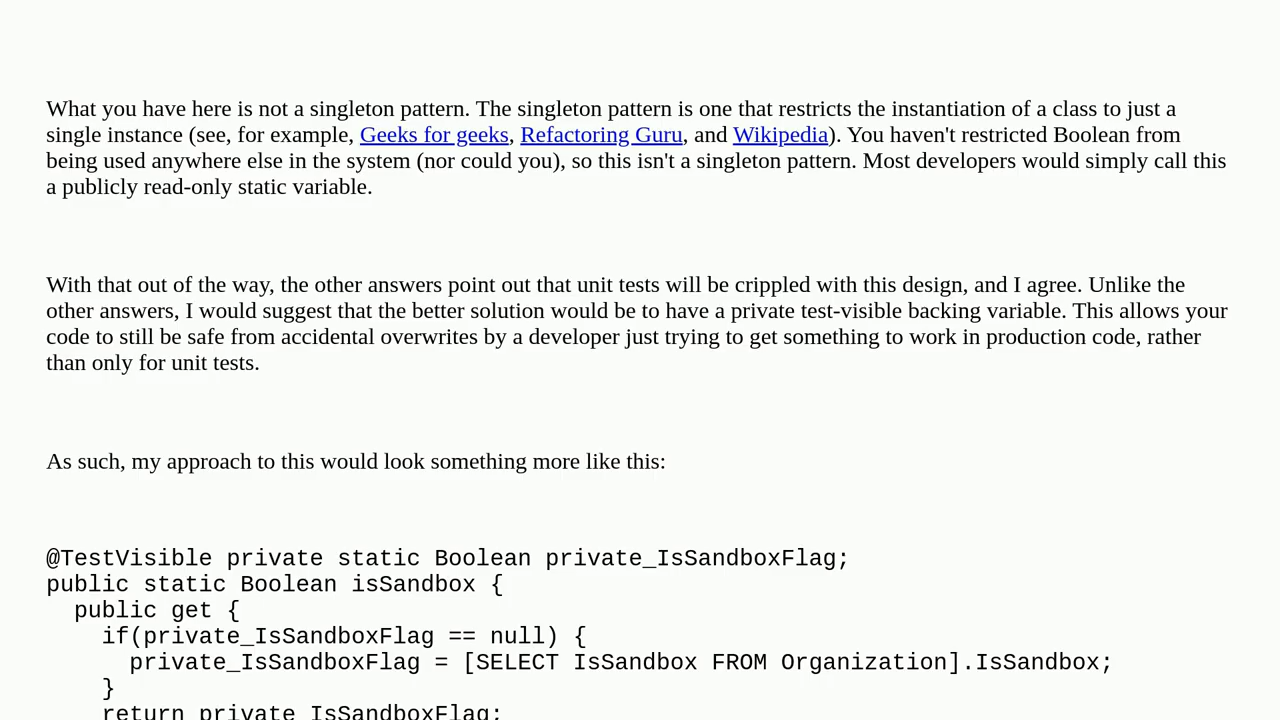 What you have here is not a singleton pattern. The singleton pattern is one that restricts the instantiation of a class to just a
single instance (see, for example, Geeks for geeks, Refactoring Guru, and Wikipedia). You haven't restricted Boolean from
being used anywhere else in the system (nor could you), so this isn't a singleton pattern. Most developers would simply call this
a publicly read-only static variable.
With that out of the way, the other answers point out that unit tests will be crippled with this design, and I agree. Unlike the
other answers, I would suggest that the better solution would be to have a private test-visible backing variable. This allows your
code to still be safe from accidental overwrites by a developer just trying to get something to work in production code, rather
than only for unit tests.
As such, my approach to this would look something more like this:
@TestVisible private static Boolean private_IsSandboxFlag;
public static Boolean isSandbox {
  public get {
    if(private_IsSandboxFlag == null) {
      private_IsSandboxFlag = [SELECT IsSandbox FROM Organization].IsSandbox;
    }
    return private_IsSandboxFlag;